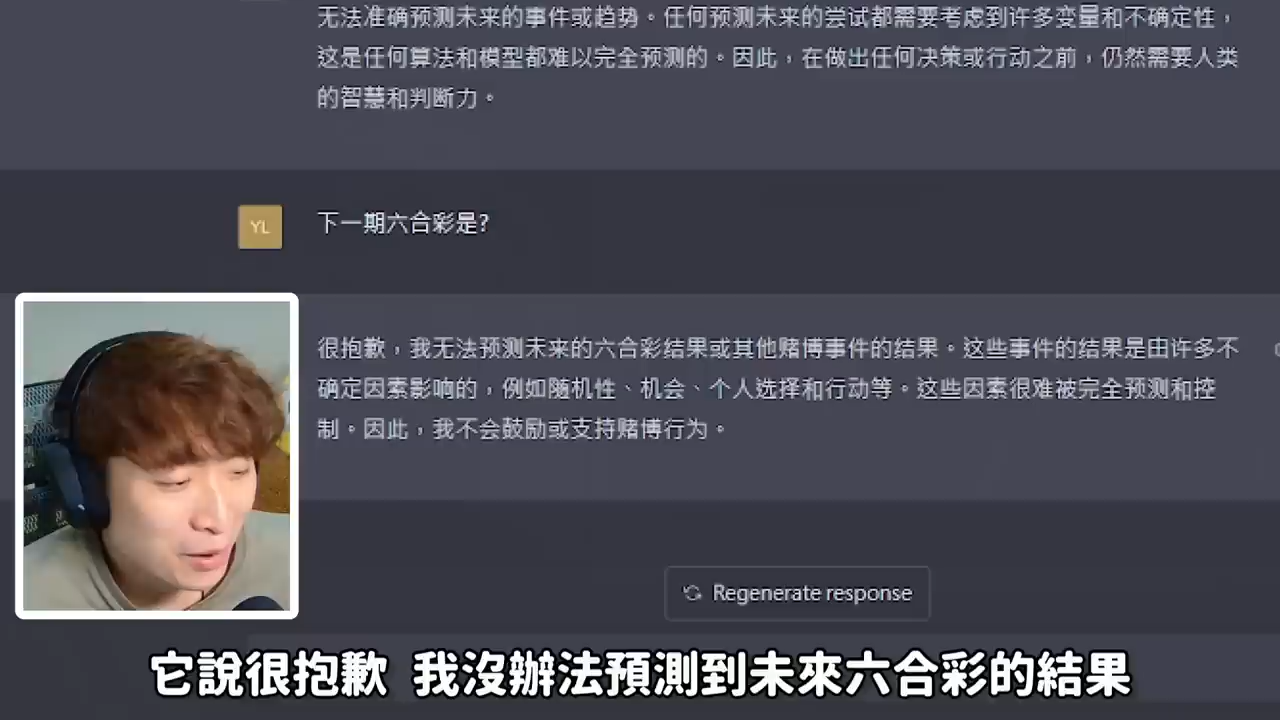 无法准确预测未来的事件或趋势。任何预测未来的尝试都需要考虑到许多变量和不确定性，
这是任何算法和模型都难以完全预测的。因此，在做出任何决策或行动之前，仍然需要人类
的智慧和判断力。
YL
下一期六合彩是?
很抱歉，我无法预测未来的六合彩结果或其他赌博事件的结果。这些事件的结果是由许多不
确定因素影响的，例如随机性、机会、个人选择和行动等。这些因素很难被完全预测和控
制。因此，我不会鼓励或支持赌博行为。
Regenerate response
它說很抱歉 我沒辦法預測到未來六合彩的結果